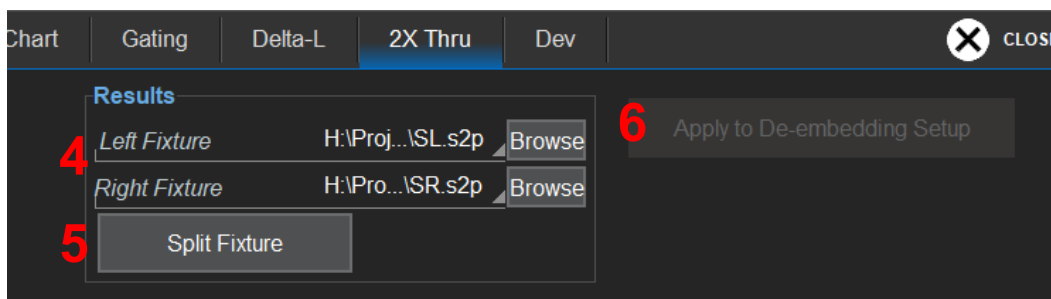 Chart Gating Delta-L 2X Thru Dev CLOSE
Results
4 Left Fixture H:\Proj...\SL.s2p Browse
Right Fixture H:\Pro...\SR.s2p Browse
5 Split Fixture
6 Apply to De-embedding Setup